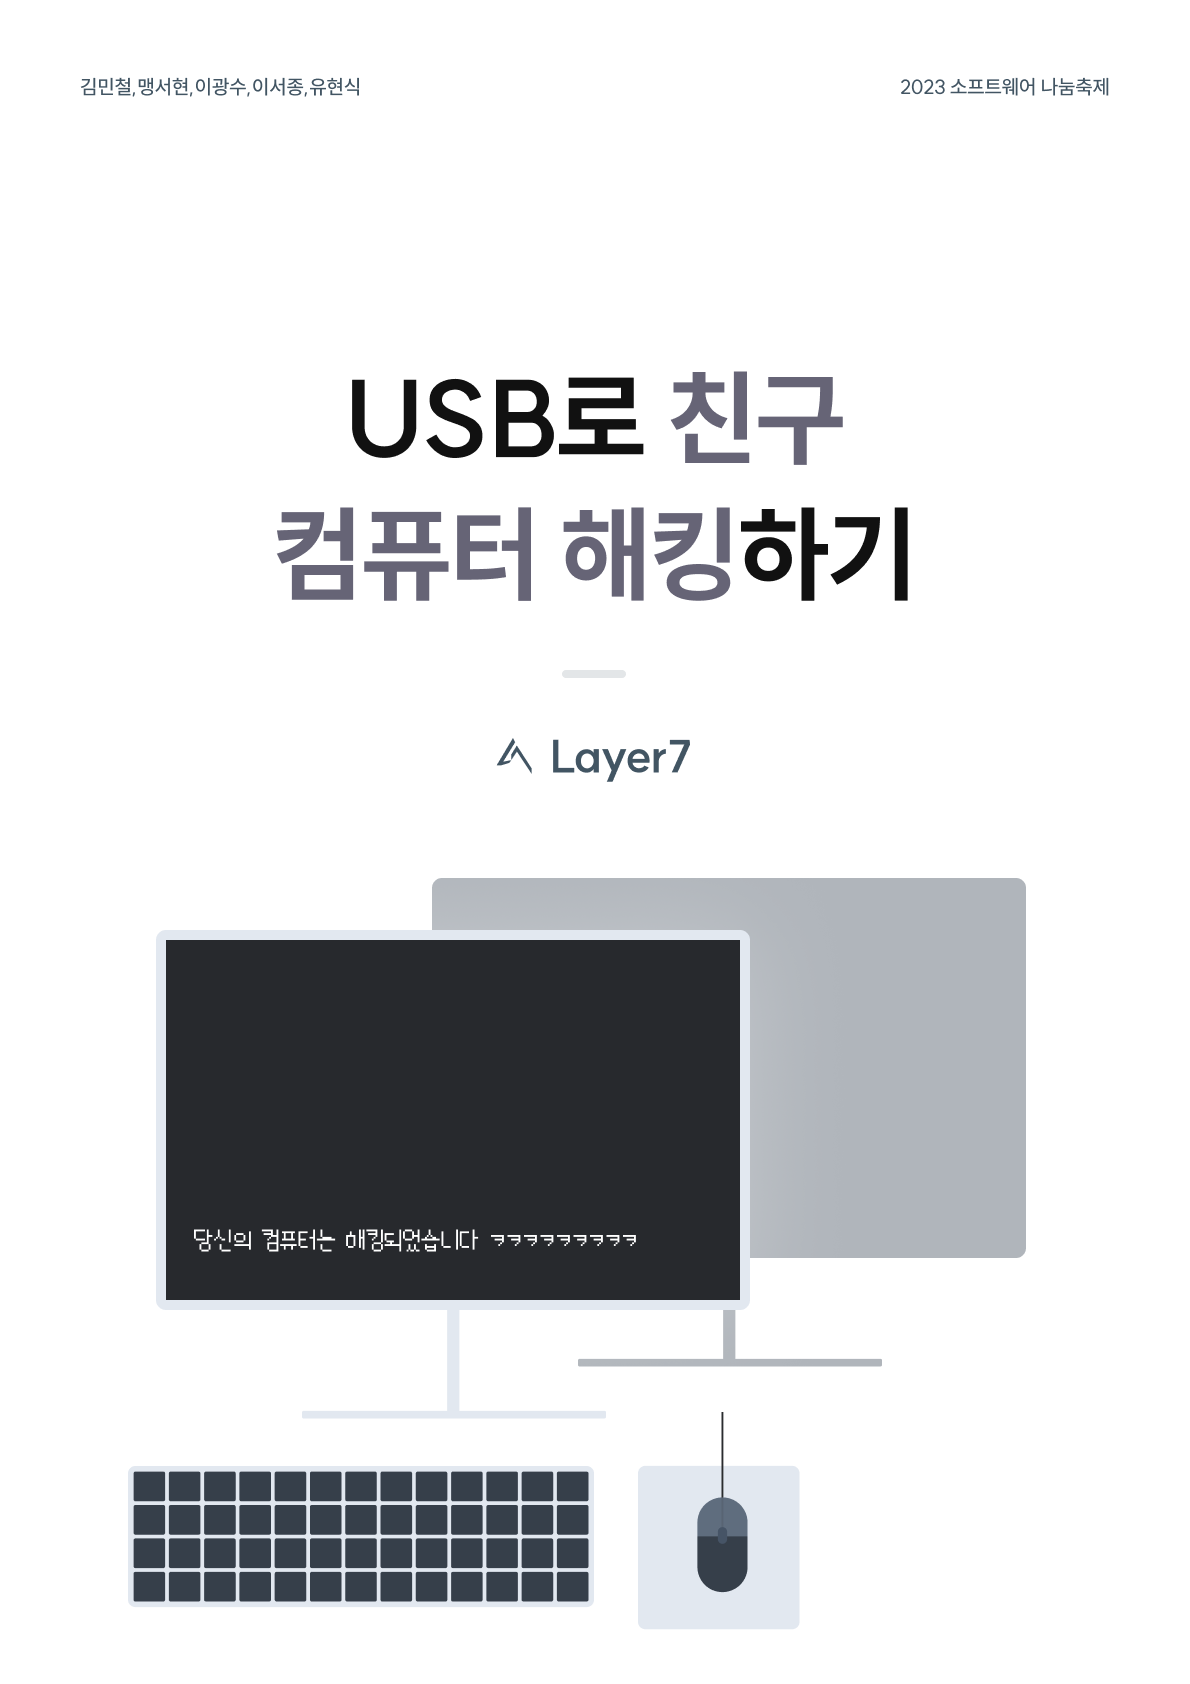 김민철,맹서현,이광수,이서종,유현식
2023 소프트웨어 나눔축제
USB로 친구
컴퓨터 해킹하기
Layer7
당신의 컴퓨터는 해킹되었습니다 ㅋㅋㅋㅋㅋㅋㅋㅋㅋ